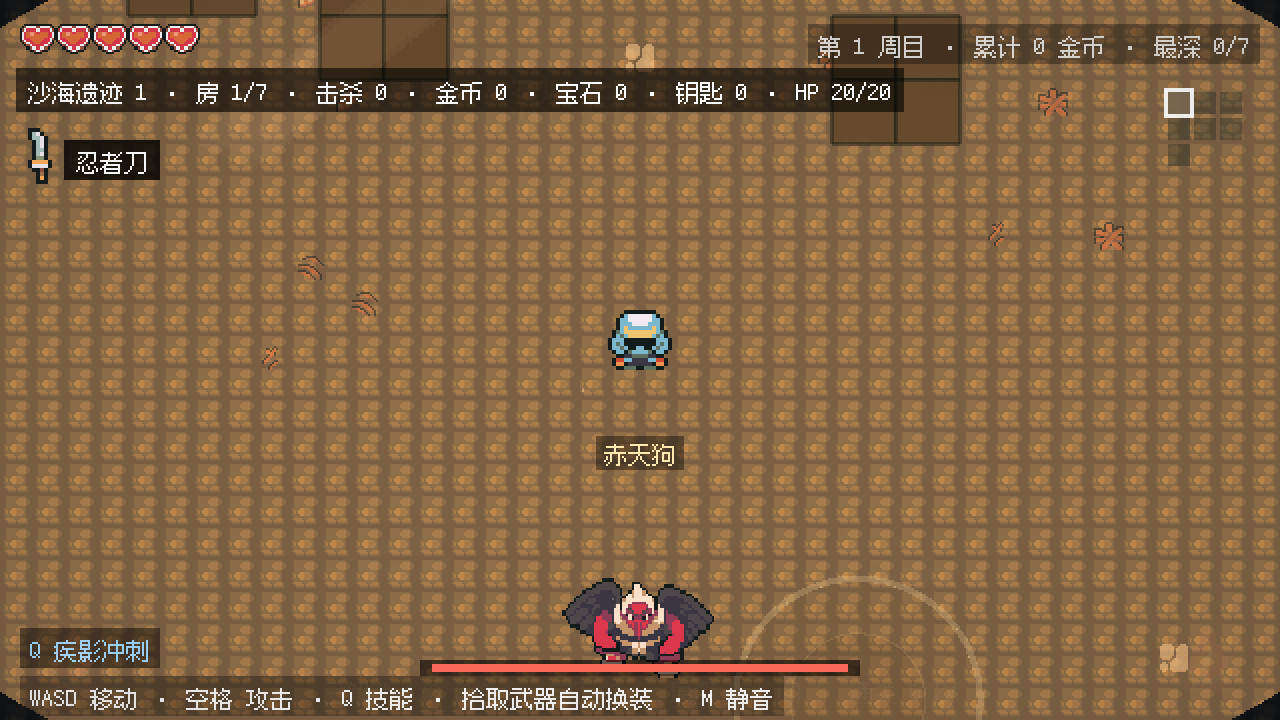 第 1 周目 · 累计 0 金币 · 最深 0/7
沙海遗迹 1 · 房 1/7 · 击杀 0 · 金币 0 · 宝石 0 · 钥匙 0 · HP 20/20
忍者刀
赤天狗
Q 疾影冲刺
WASD 移动 · 空格 攻击 · Q 技能 · 拾取武器自动换装 · M 静音